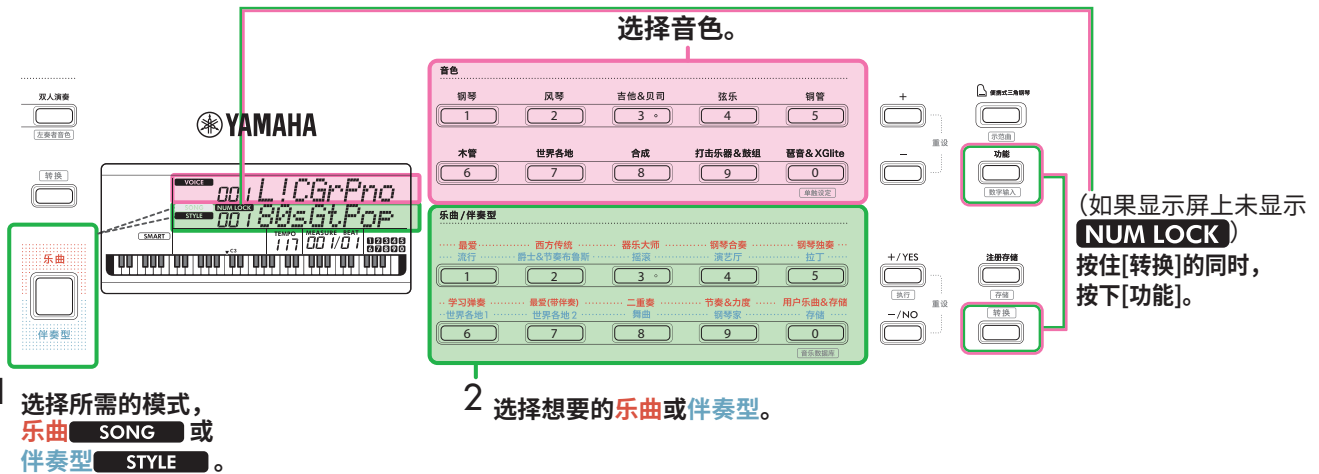 选择音色。
音色
钢琴 风琴 吉他&贝司 弦乐 铜管
1 2 3 4 5
木管 世界各地 合成 打击乐器&鼓组 琶音&XGlite
6 7 8 9 0
单触设定
+
重设
−
便携式三角钢琴
示范曲
功能
数字输入
双人演奏
左奏者音色
转换
YAMAHA
VOICE 001 L!CGrPno
SONG NUM LOCK
STYLE 001 80sGtPop
SMART TEMPO 117 MEASURE BEAT 001/01 1 2 3 4 5
6 7 8 9 0
C3
乐曲
伴奏型
乐曲/伴奏型
最爱 西方传统 器乐大师 钢琴合奏 钢琴独奏
流行 爵士&节奏布鲁斯 摇滚 演艺厅 拉丁
1 2 3 4 5
学习弹奏 最爱(带伴奏) 二重奏 节奏&力度 用户乐曲&存储
世界各地1 世界各地2 舞曲 钢琴家 存储
6 7 8 9 0
音乐数据库
+/YES
执行
重设
−/NO
注册存储
存储
转换
(如果显示屏上未显示
NUM LOCK)
按住[转换]的同时,
按下[功能]。
1 选择所需的模式,
乐曲 SONG 或
伴奏型 STYLE 。
2 选择想要的乐曲或伴奏型。